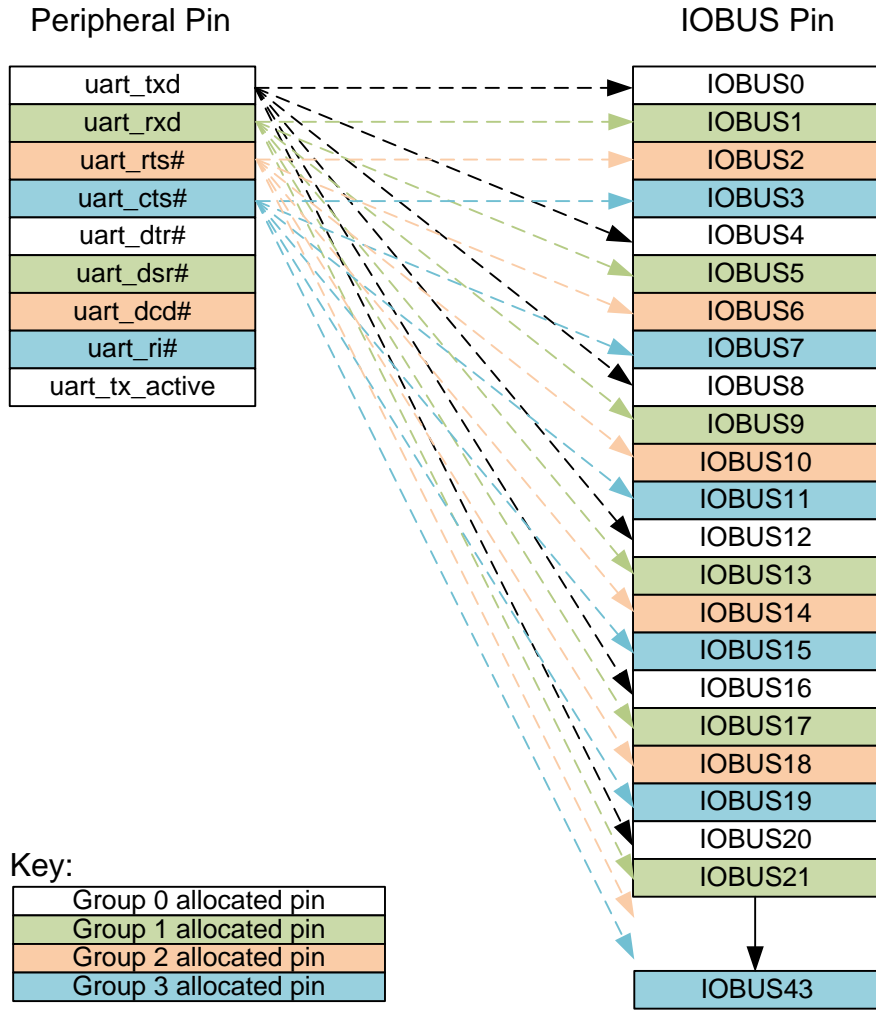 Peripheral Pin
uart_txd
uart_rxd
uart_rts#
uart_cts#
uart_dtr#
uart_dsr#
uart_dcd#
uart_ri#
uart_tx_active
IOBUS Pin
IOBUS0
IOBUS1
IOBUS2
IOBUS3
IOBUS4
IOBUS5
IOBUS6
IOBUS7
IOBUS8
IOBUS9
IOBUS10
IOBUS11
IOBUS12
IOBUS13
IOBUS14
IOBUS15
IOBUS16
IOBUS17
IOBUS18
IOBUS19
IOBUS20
IOBUS21
IOBUS43
Key:
Group 0 allocated pin
Group 1 allocated pin
Group 2 allocated pin
Group 3 allocated pin